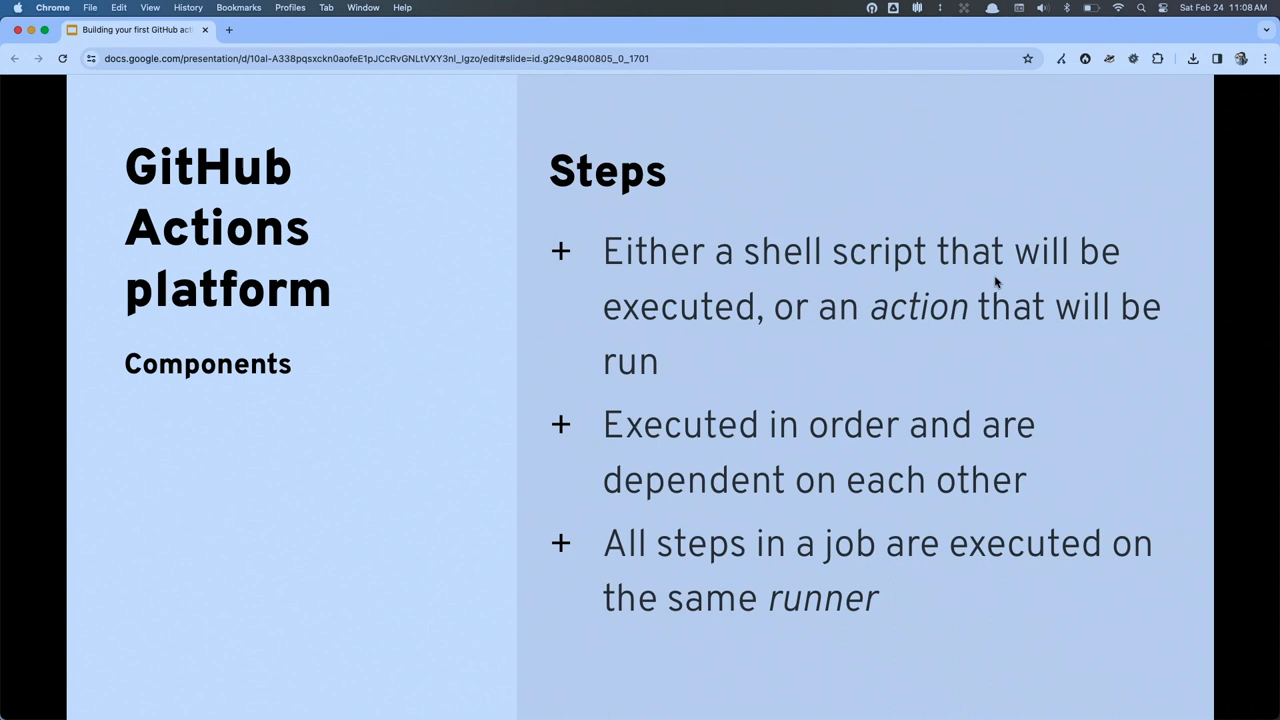 Chrome File Edit View History Bookmarks Profiles Tab Window Help Sat Feb 24 11:08 AM
Building your first GitHub acti
docs.google.com/presentation/d/10al-A338pqsxckn0aofeE1pJCcRvGNLtVXY3nl_lgzo/edit#slide=id.g29c94800805_0_1701
GitHub
Actions
platform
Components
Steps
+ Either a shell script that will be
executed, or an action that will be
run
+ Executed in order and are
dependent on each other
+ All steps in a job are executed on
the same runner